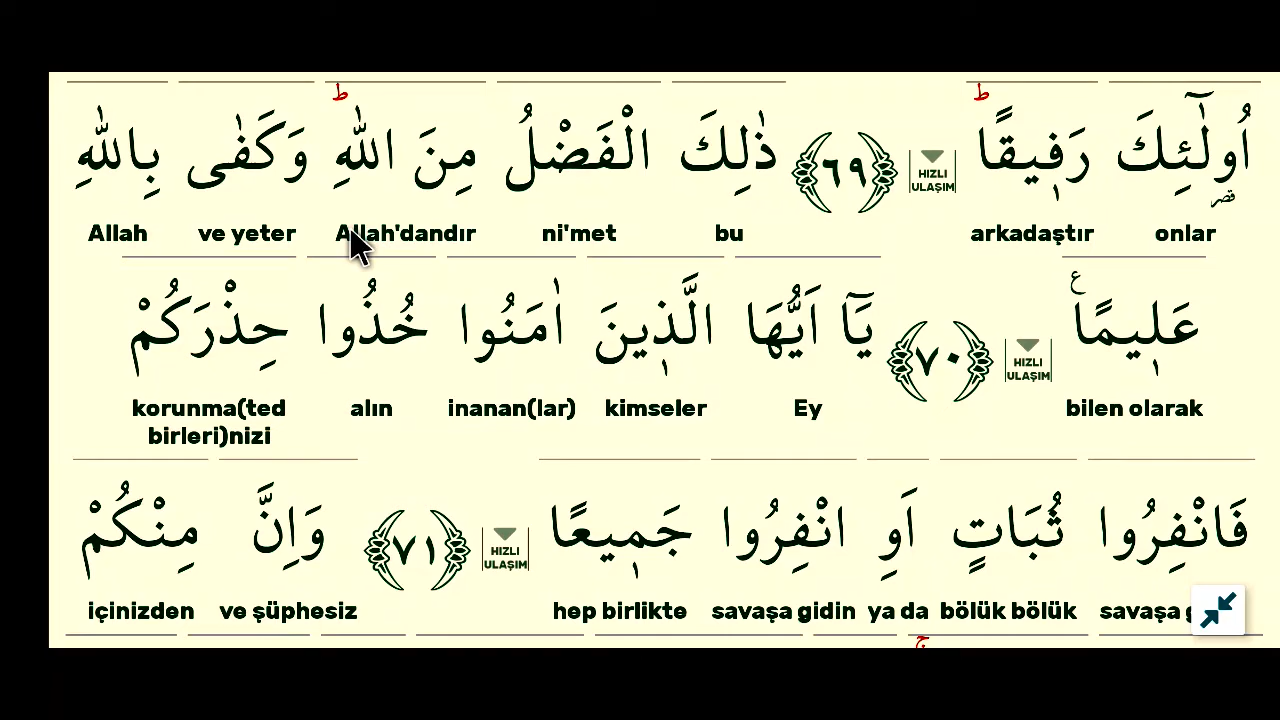 اُو۬لٰٓئِكَ رَف۪يقًاۜ ﴿٦٩﴾ ذٰلِكَ الْفَضْلُ مِنَ اللّٰهِۜ وَكَفٰى بِاللّٰهِ
قصر
HIZLI ULAŞIM
onlar arkadaştır bu ni'met Allah'dandır ve yeter Allah
عَل۪يمًا۟ ﴿٧٠﴾ يَٓا اَيُّهَا الَّذ۪ينَ اٰمَنُوا خُذُوا حِذْرَكُمْ
ع
HIZLI ULAŞIM
bilen olarak Ey kimseler inanan(lar) alın korunma(ted birleri)nizi
فَانْفِرُوا ثُبَاتٍ اَوِ انْفِرُوا جَم۪يعًا ﴿٧١﴾ وَاِنَّ مِنْكُمْ
HIZLI ULAŞIM
savaşa bölük bölük ya da savaşa gidin hep birlikte ve şüphesiz içinizden
ج